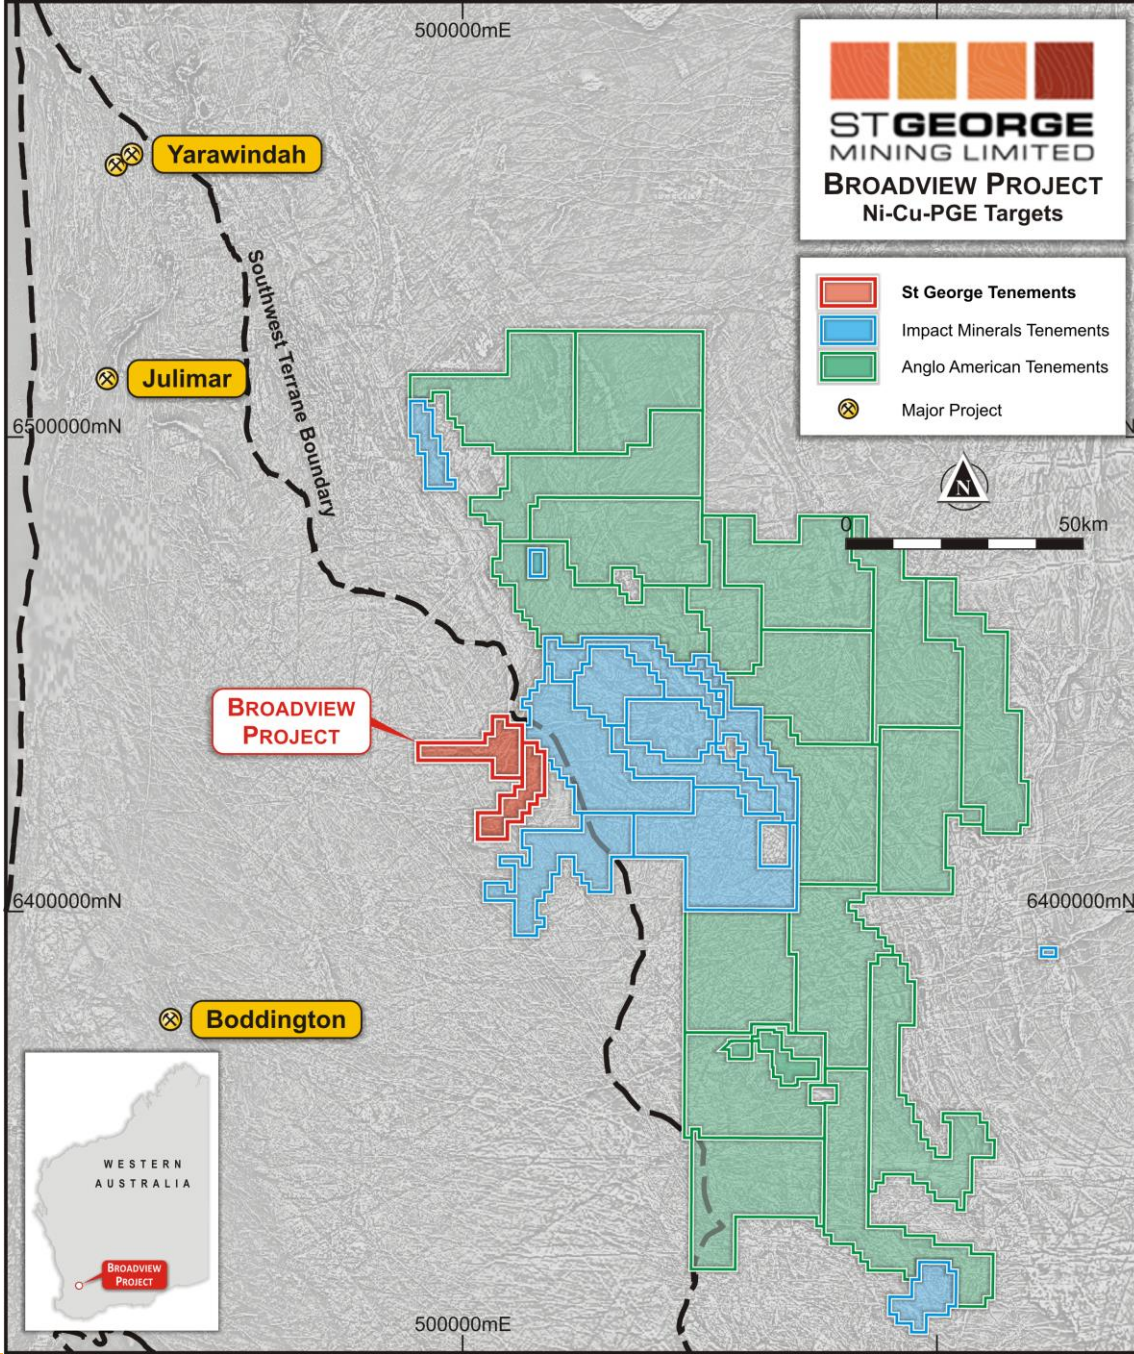 500000mE
STGEORGE
MINING LIMITED
BROADVIEW PROJECT
Ni-Cu-PGE Targets
Yarawindah
Southwest Terrane Boundary
St George Tenements
Impact Minerals Tenements
Anglo American Tenements
Major Project
Julimar
6500000mN
N
N
0
50km
BROADVIEW
PROJECT
6400000mN
6400000mN
Boddington
WESTERN
AUSTRALIA
BROADVIEW
PROJECT
500000mE